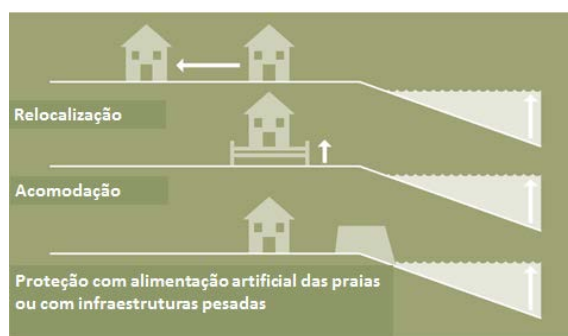 Relocalização
Acomodação
Proteção com alimentação artificial das praias
ou com infraestruturas pesadas